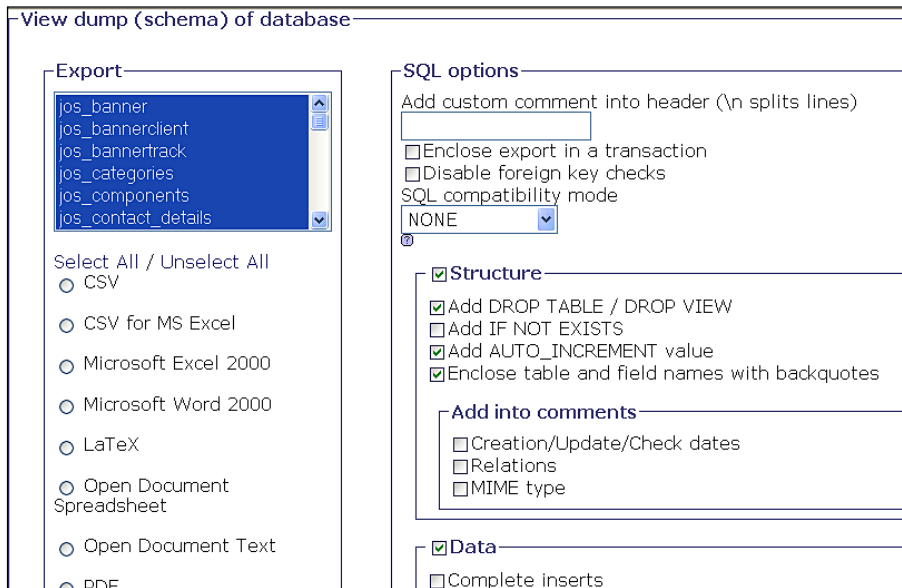 View dump (schema) of database
Export
jos_banner
jos_bannerclient
jos_bannertrack
jos_categories
jos_components
jos_contact_details
Select All / Unselect All
CSV
CSV for MS Excel
Microsoft Excel 2000
Microsoft Word 2000
LaTeX
Open Document
Spreadsheet
Open Document Text
PDF
SQL options
Add custom comment into header (\n splits lines)
Enclose export in a transaction
Disable foreign key checks
SQL compatibility mode
NONE
?
Structure
Add DROP TABLE / DROP VIEW
Add IF NOT EXISTS
Add AUTO_INCREMENT value
Enclose table and field names with backquotes
Add into comments
Creation/Update/Check dates
Relations
MIME type
Data
Complete inserts